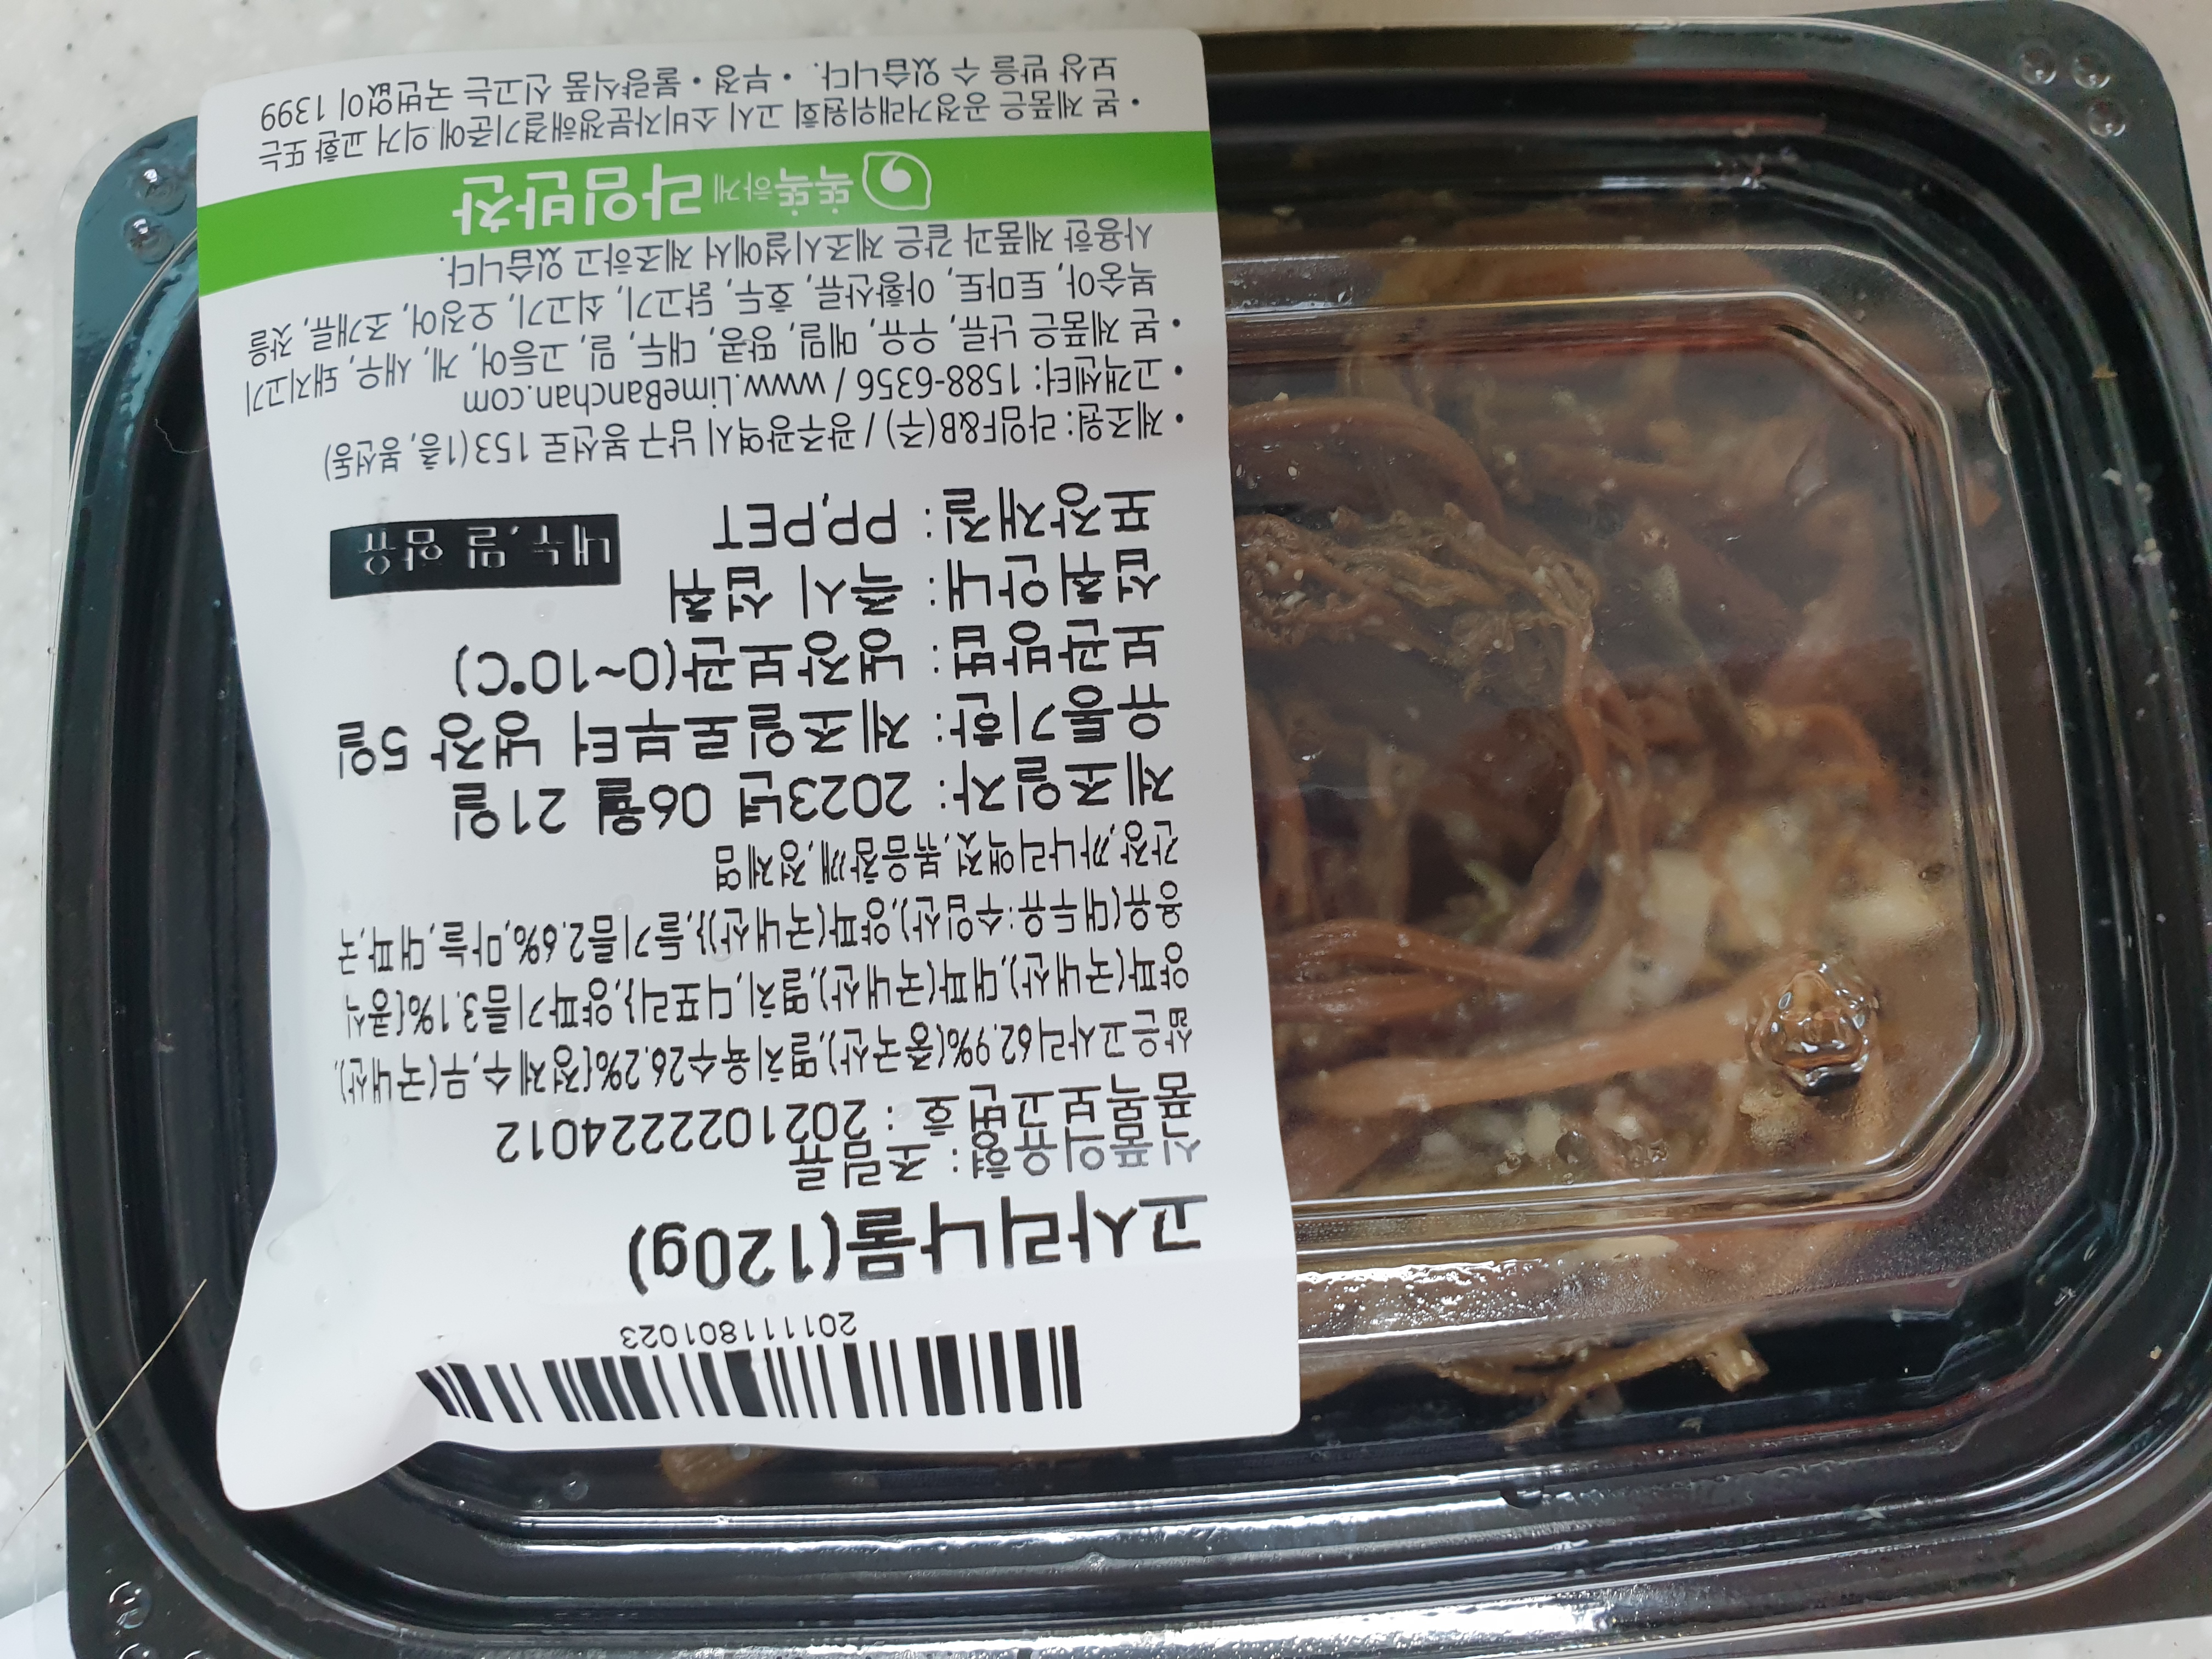 201111801023
고사리나물(120g)
식품의유형: 조림류
품목보고번호: 2021022224012
삶은고사리62.9%(중국산),멸치육수26.2%{정제수,무(국내산),
양파(국내산),대파(국내산),멸치,디포리},양파기름3.1%{콩식
용유(대두유:수입산),양파(국내산)},들기름2.6%,마늘,대파,국
간장,까나리액젓,볶음참깨,정제염
제조일자: 2023년 06월 21일
유통기한: 제조일로부터 냉장 5일
보관방법: 냉장보관(0~10℃)
섭취안내: 즉시 섭취
포장재질: PP,PET
대두,밀 함유
• 제조원: 라임F&B(주) / 광주광역시 남구 봉선로 153(1층, 봉선동)
• 고객센터: 1588-6356 / www.LimeBanchan.com
• 본 제품은 난류, 우유, 메밀, 땅콩, 대두, 밀, 고등어, 게, 새우, 돼지고기
복숭아, 토마토, 아황산류, 호두, 닭고기, 쇠고기, 오징어, 조개류, 잣을
사용한 제품과 같은 제조시설에서 제조하고 있습니다.
똑똑하게 라임반찬
• 본 제품은 공정거래위원회 고시 소비자분쟁해결기준에 의거 교환 또는
보상 받을 수 있습니다. • 부정 • 불량식품 신고는 국번없이 1399